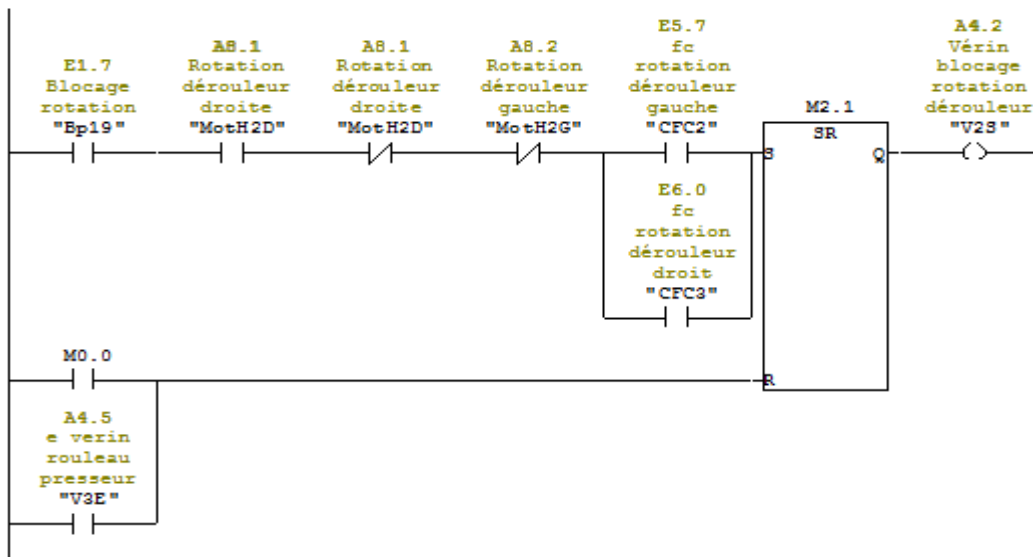 E1.7
Blocage
rotation
"Bp19"
A8.1
Rotation
dérouleur
droite
"MotH2D"
A8.1
Rotation
dérouleur
droite
"MotH2D"
A8.2
Rotation
dérouleur
gauche
"MotH2G"
E5.7
fc
rotation
dérouleur
gauche
"CFC2"
M2.1
SR
S
Q
R
A4.2
Vérin
blocage
rotation
dérouleur
"V2S"
E6.0
fc
rotation
dérouleur
droit
"CFC3"
M0.0
A4.5
e verin
rouleau
presseur
"V3E"